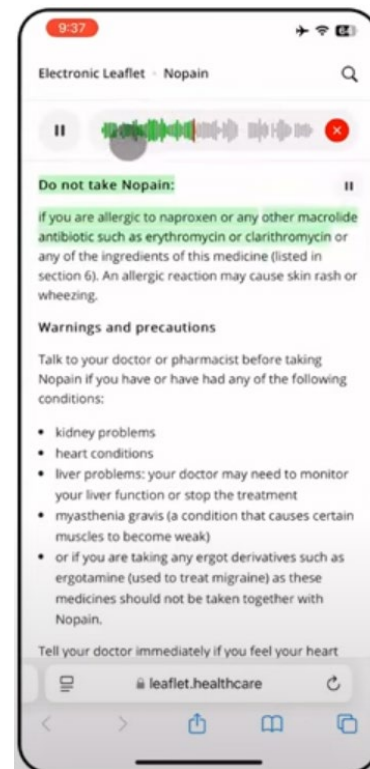 9:37
64
Electronic Leaflet · Nopain
Do not take Nopain:
if you are allergic to naproxen or any other macrolide
antibiotic such as erythromycin or clarithromycin or
any of the ingredients of this medicine (listed in
section 6). An allergic reaction may cause skin rash or
wheezing.
Warnings and precautions
Talk to your doctor or pharmacist before taking
Nopain if you have or have had any of the following
conditions:
• kidney problems
• heart conditions
• liver problems: your doctor may need to monitor
your liver function or stop the treatment
• myasthenia gravis (a condition that causes certain
muscles to become weak)
• or if you are taking any ergot derivatives such as
ergotamine (used to treat migraine) as these
medicines should not be taken together with
Nopain.
Tell your doctor immediately if you feel your heart
leaflet.healthcare